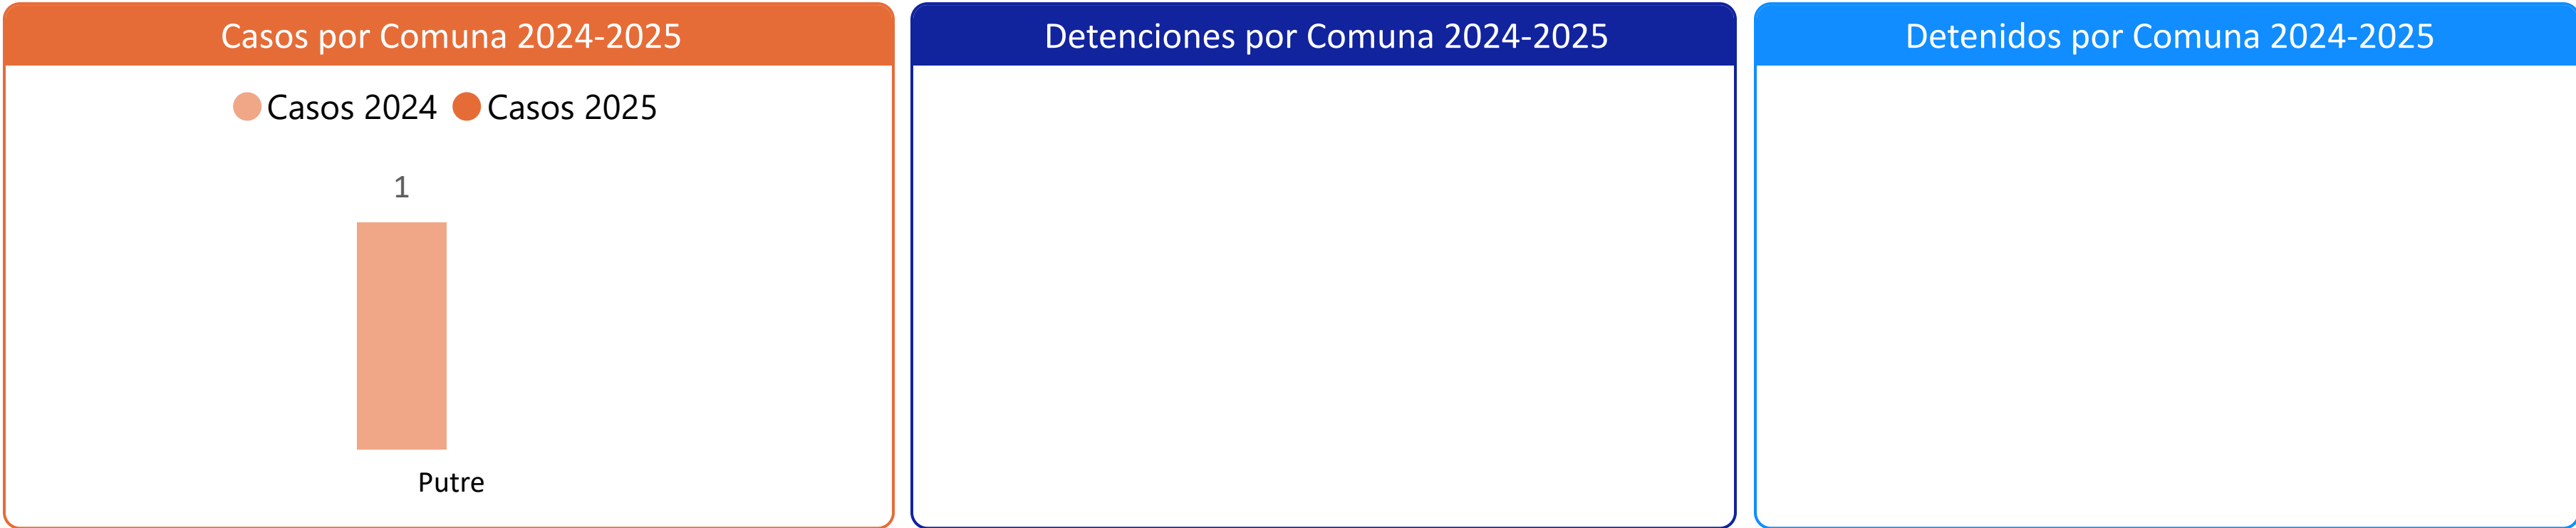 Casos por Comuna 2024-2025
Casos 2024 Casos 2025
1
Putre
Detenciones por Comuna 2024-2025
Detenidos por Comuna 2024-2025